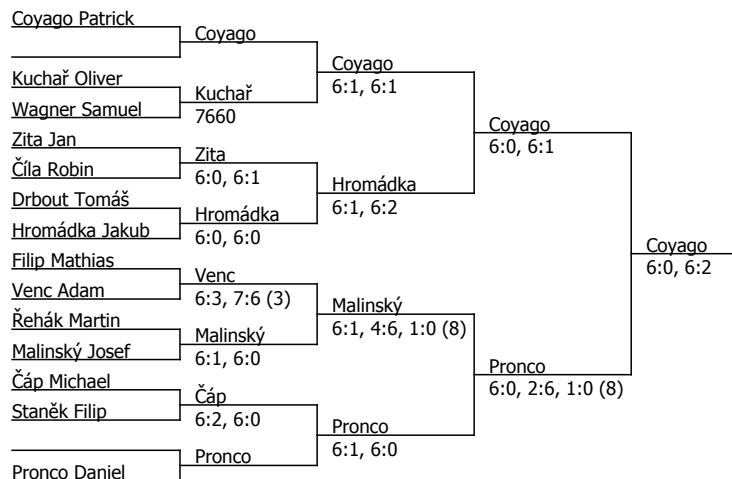 Coyago Patrick
Coyago
Kuchař Oliver
Wagner Samuel
Kuchař
7660
Coyago
6:1, 6:1
Zita Jan
Číla Robin
Zita
6:0, 6:1
Drbout Tomáš
Hromádka Jakub
Hromádka
6:0, 6:0
Hromádka
6:1, 6:2
Coyago
6:0, 6:1
Filip Mathias
Venc Adam
Venc
6:3, 7:6 (3)
Řehák Martin
Malinský Josef
Malinský
6:1, 6:0
Malinský
6:1, 4:6, 1:0 (8)
Čáp Michael
Staněk Filip
Čáp
6:2, 6:0
Pronco Daniel
Pronco
Pronco
6:1, 6:0
Pronco
6:0, 2:6, 1:0 (8)
Coyago
6:0, 6:2